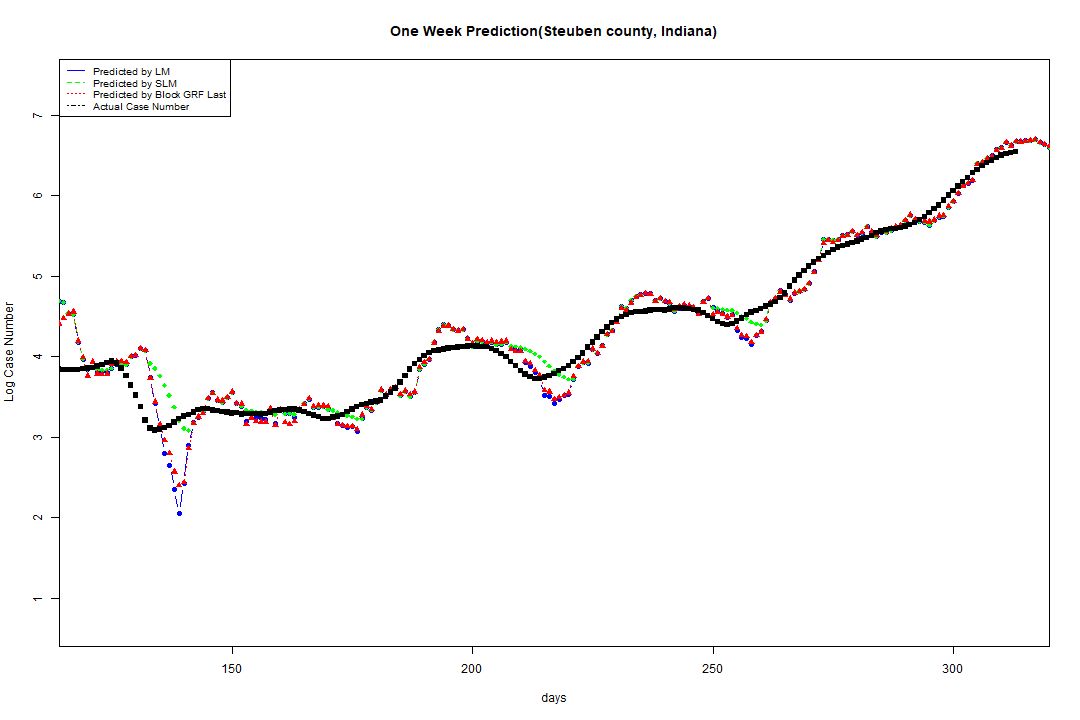 One Week Prediction(Steuben county, Indiana)
Predicted by LM
Predicted by SLM
Predicted by Block GRF Last
Actual Case Number
7
6
5
4
3
2
1
Log Case Number
150 200 250 300
days